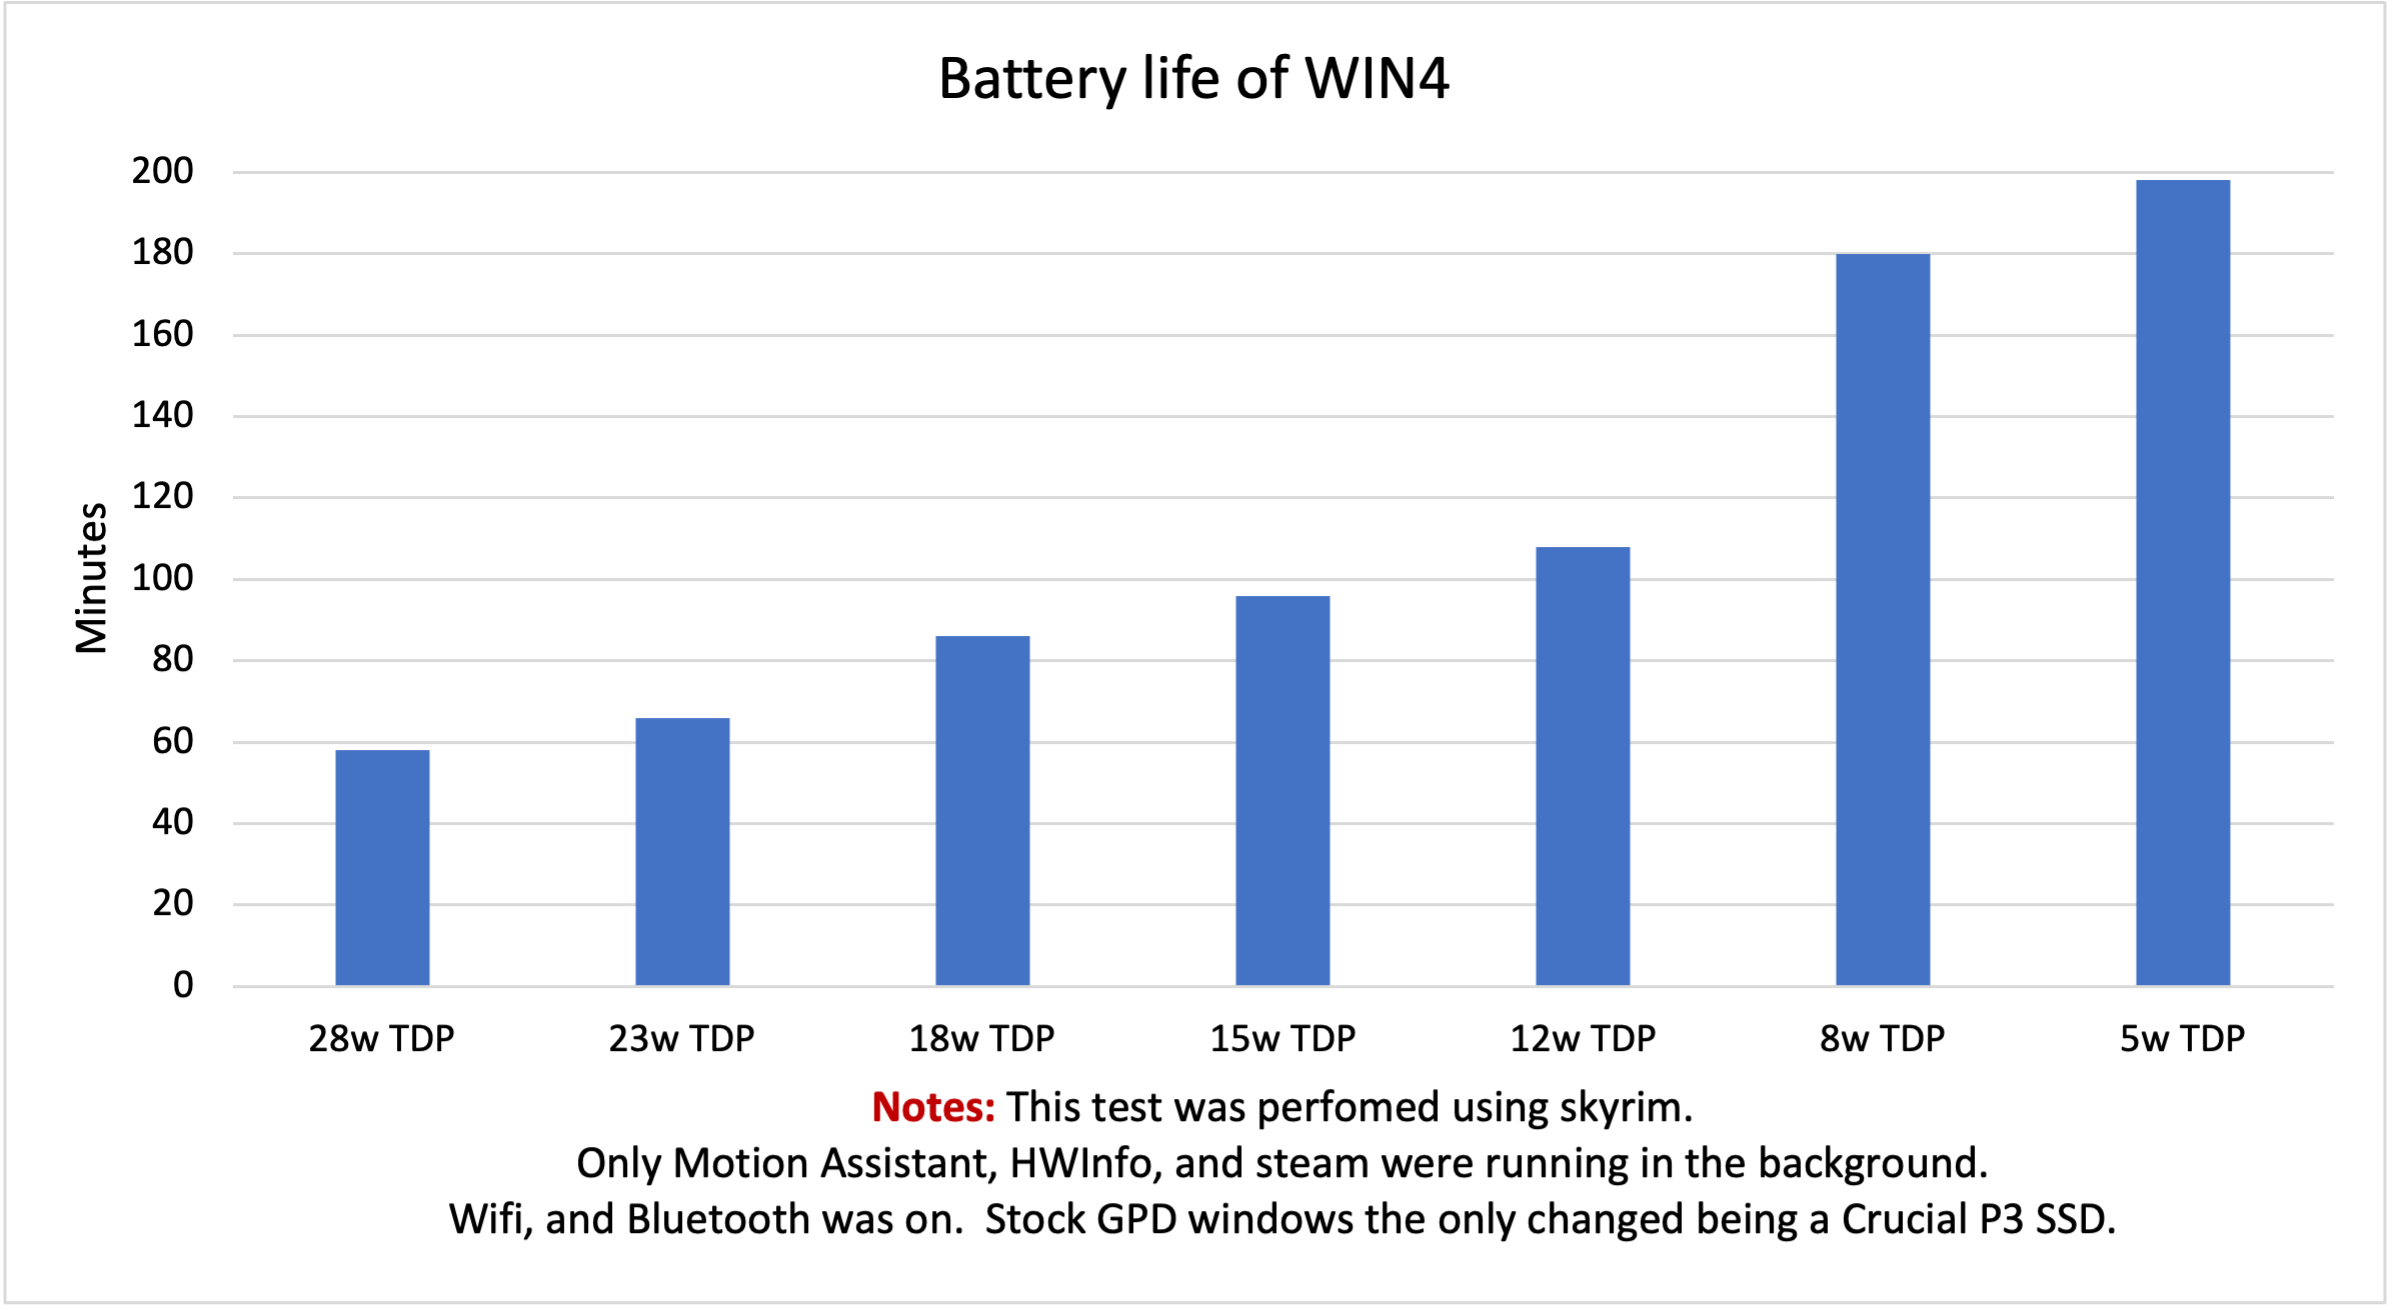 Battery life of WIN4
200
180
160
140
120
100
80
60
40
20
0
Minutes
28w TDP 23w TDP 18w TDP 15w TDP 12w TDP 8w TDP 5w TDP
Notes: This test was perfomed using skyrim.
Only Motion Assistant, HWInfo, and steam were running in the background.
Wifi, and Bluetooth was on.  Stock GPD windows the only changed being a Crucial P3 SSD.